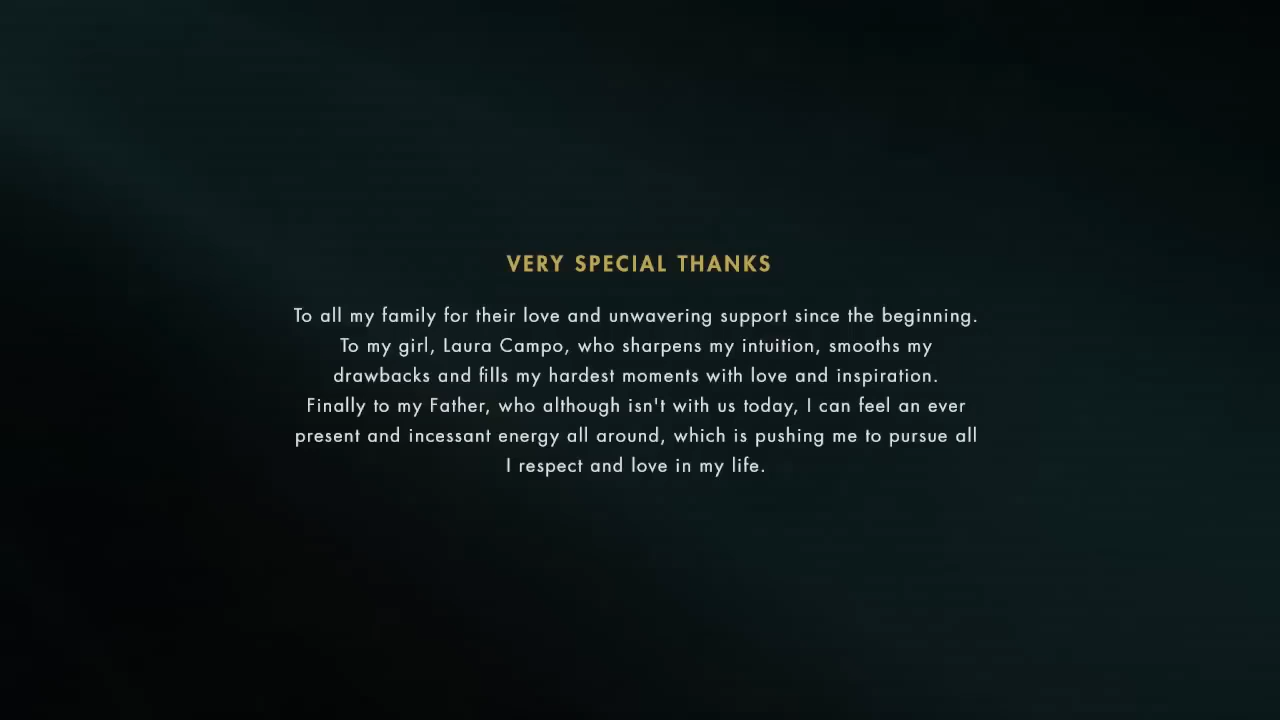 VERY SPECIAL THANKS
To all my family for their love and unwavering support since the beginning.
To my girl, Laura Campo, who sharpens my intuition, smooths my
drawbacks and fills my hardest moments with love and inspiration.
Finally to my Father, who although isn't with us today, I can feel an ever
present and incessant energy all around, which is pushing me to pursue all
I respect and love in my life.